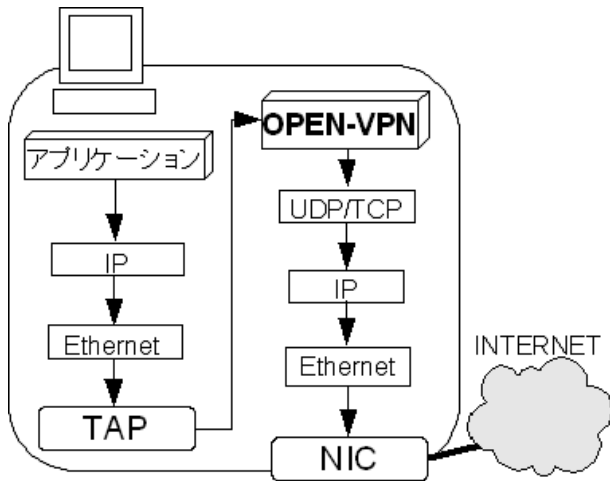 アプリケーション
IP
Ethernet
TAP
OPEN-VPN
UDP/TCP
IP
Ethernet
NIC
INTERNET